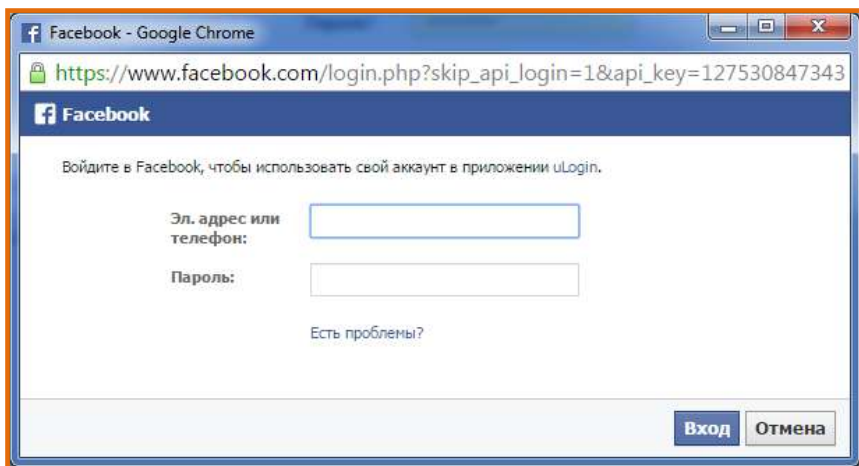 Facebook - Google Chrome
https://www.facebook.com/login.php?skip_api_login=1&api_key=127530847343
Facebook
Войдите в Facebook, чтобы использовать свой аккаунт в приложении uLogin.
Эл. адрес или
телефон:
Пароль:
Есть проблемы?
Вход Отмена